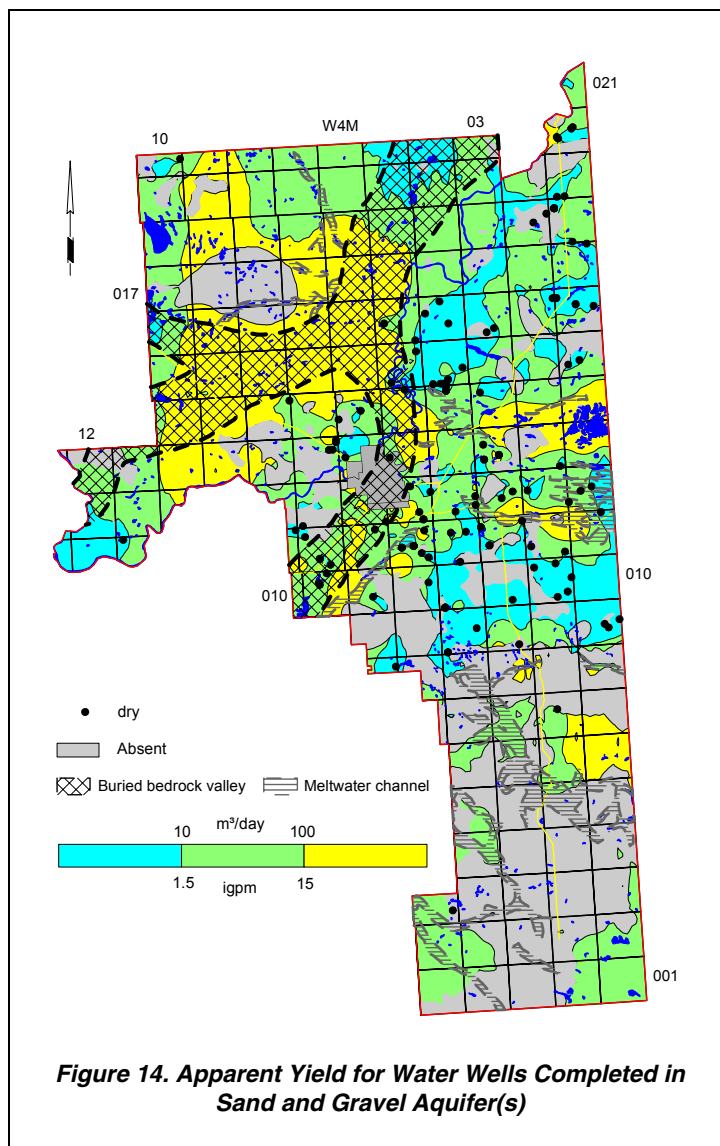 021
W4M
03
10
017
12
010
010
dry
Absent
Buried bedrock valley
Meltwater channel
m³/day
10
100
1.5
igpm
15
001
Figure 14. Apparent Yield for Water Wells Completed in
Sand and Gravel Aquifer(s)